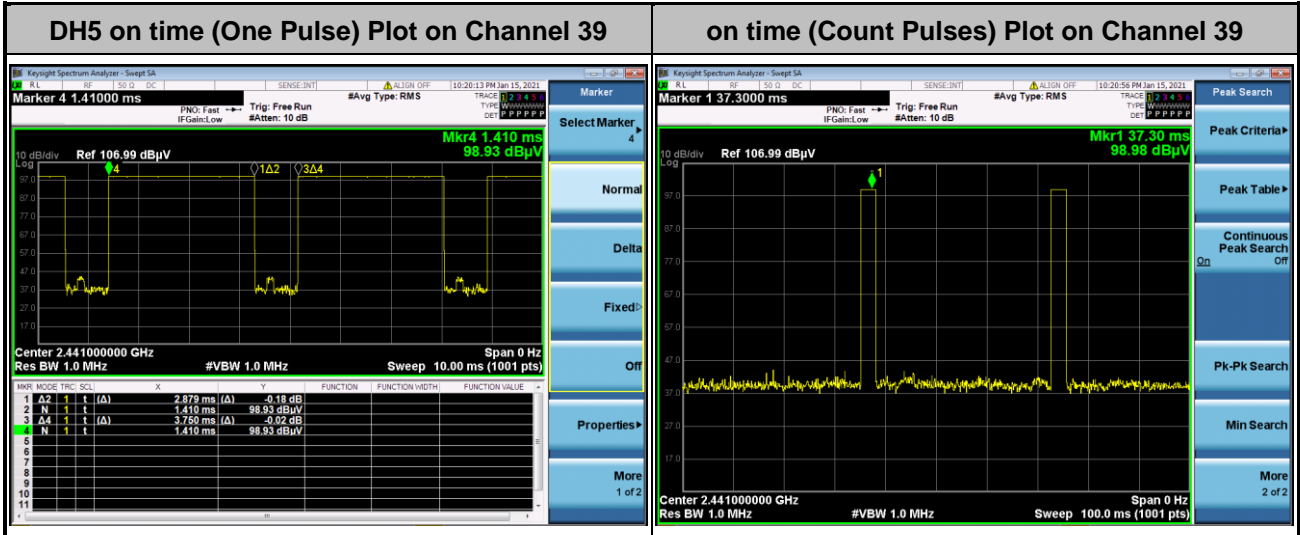 DH5 on time (One Pulse) Plot on Channel 39
on time (Count Pulses) Plot on Channel 39
Keysight Spectrum Analyzer - Swept SA
RL RF 50 Ω DC SENSE:INT ALIGN OFF 10:20:13 PM Jan 15, 2021
Marker 4 1.41000 ms
PNO: Fast
IFGain:Low
Trig: Free Run
#Atten: 10 dB
#Avg Type: RMS
TRACE 1 2 3 4 5 6
TYPE
DET P P P P P P
Mkr4 1.410 ms
98.93 dBµV
10 dB/div Ref 106.99 dBµV
Log
97.0
87.0
77.0
67.0
57.0
47.0
37.0
27.0
17.0
4
1Δ2
3Δ4
Center 2.441000000 GHz Span 0 Hz
Res BW 1.0 MHz #VBW 1.0 MHz Sweep 10.00 ms (1001 pts)
MKR MODE TRC SCL X Y FUNCTION FUNCTION WIDTH FUNCTION VALUE
1 Δ2 1 t (Δ) 2.879 ms (Δ) -0.18 dB
2 N 1 t 1.410 ms 98.93 dBµV
3 Δ4 1 t (Δ) 3.750 ms (Δ) -0.02 dB
4 N 1 t 1.410 ms 98.93 dBµV
5
6
7
8
9
10
11
Marker
Select Marker
4
Normal
Delta
Fixed
Off
Properties
More
1 of 2
Keysight Spectrum Analyzer - Swept SA
RL RF 50 Ω DC SENSE:INT ALIGN OFF 10:20:56 PM Jan 15, 2021
Marker 1 37.3000 ms
PNO: Fast
IFGain:Low
Trig: Free Run
#Atten: 10 dB
#Avg Type: RMS
TRACE 1 2 3 4 5 6
TYPE
DET P P P P P P
Mkr1 37.30 ms
98.98 dBµV
10 dB/div Ref 106.99 dBµV
Log
97.0
87.0
77.0
67.0
57.0
47.0
37.0
27.0
17.0
1
Center 2.441000000 GHz Span 0 Hz
Res BW 1.0 MHz #VBW 1.0 MHz Sweep 100.0 ms (1001 pts)
Peak Search
Peak Criteria
Peak Table
Continuous
Peak Search
On Off
Pk-Pk Search
Min Search
More
2 of 2